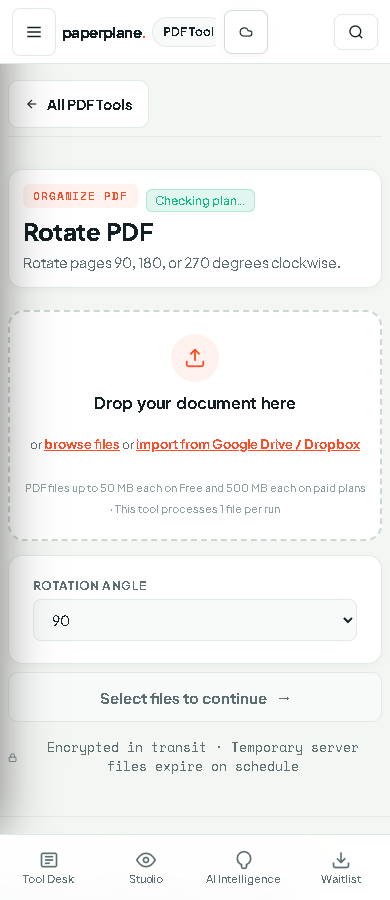 paperplane.
PDF Tool
All PDF Tools
ORGANIZE PDF
Checking plan...
Rotate PDF
Rotate pages 90, 180, or 270 degrees clockwise.
Drop your document here
or browse files or import from Google Drive / Dropbox
PDF files up to 50 MB each on Free and 500 MB each on paid plans
· This tool processes 1 file per run
ROTATION ANGLE
90
Select files to continue →
Encrypted in transit · Temporary server
files expire on schedule
Tool Desk
Studio
AI Intelligence
Waitlist